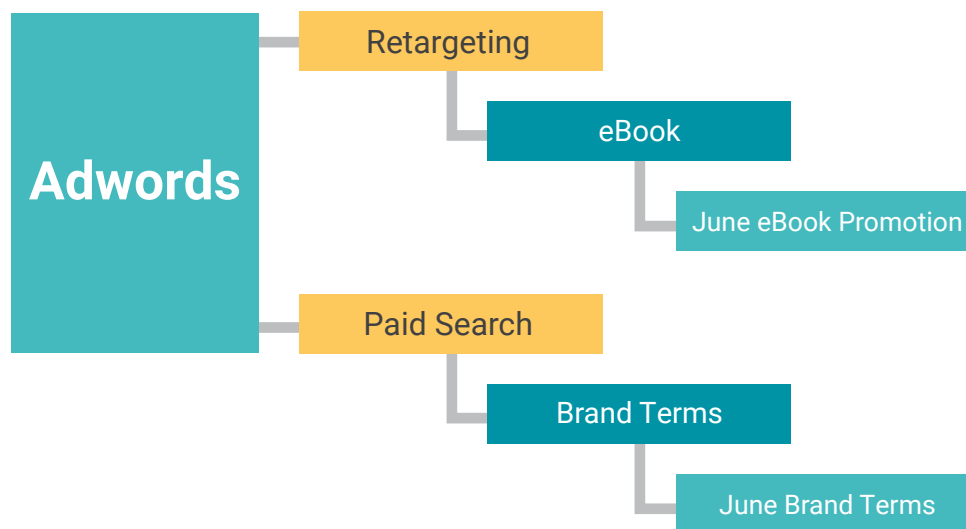 Adwords
Retargeting
eBook
June eBook Promotion
Paid Search
Brand Terms
June Brand Terms